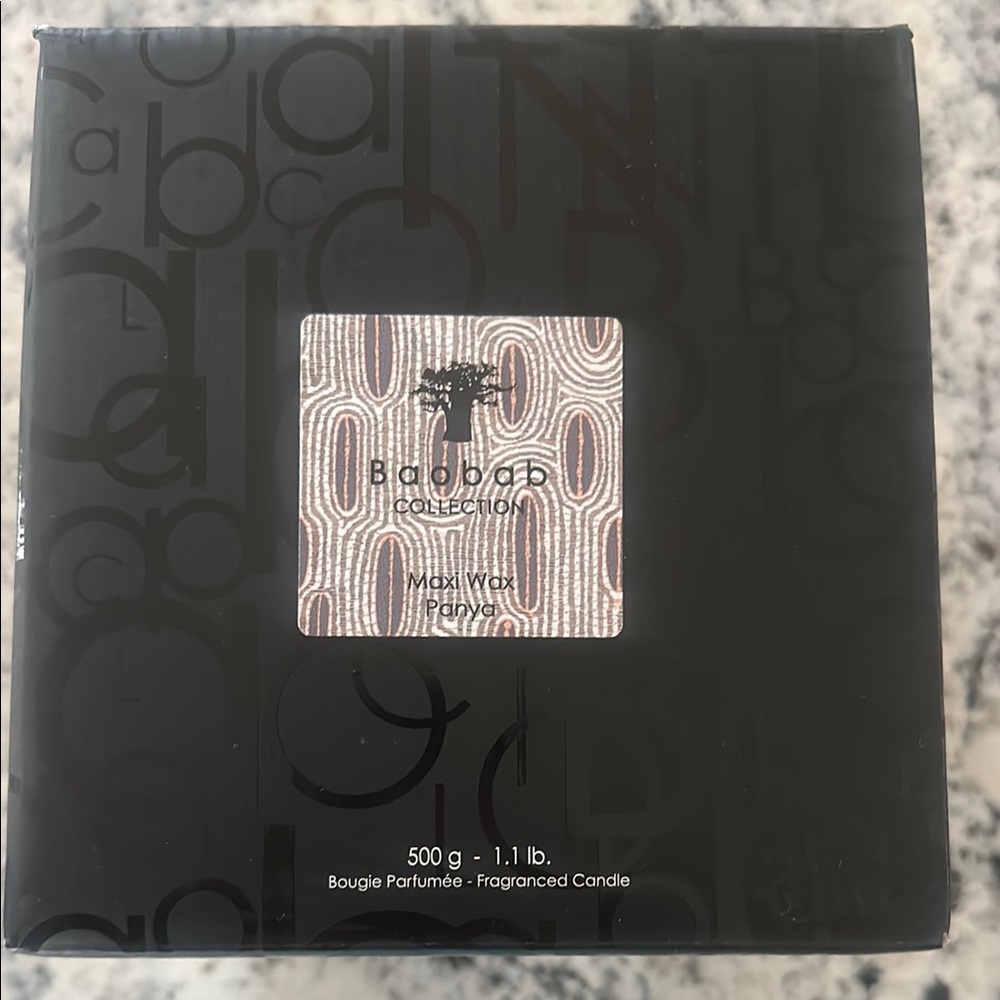 Baobab
COLLECTION
Maxi Wax
Panya
500 g - 1.1 lb.
Bougie Parfumée - Fragranced Candle